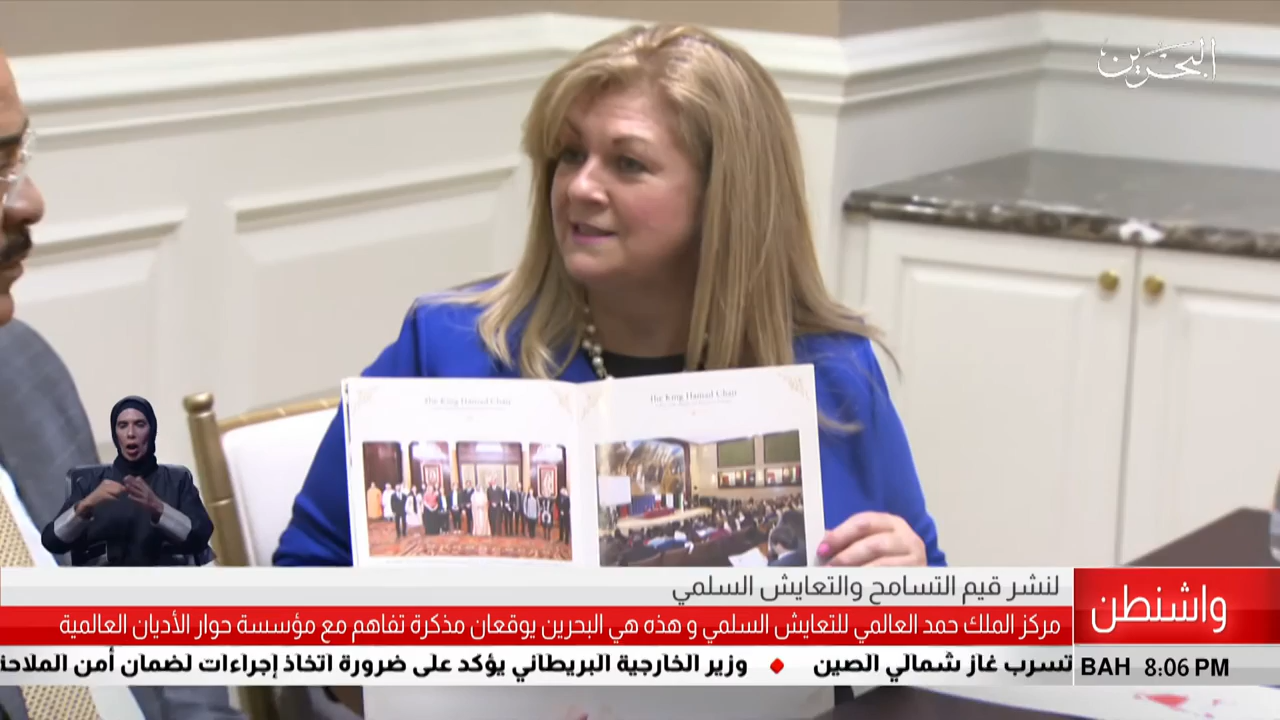 البحرين
The King Hamad Chair
The King Hamad Chair
لنشر قيم التسامح والتعايش السلمي
واشنطن
مركز الملك حمد العالمي للتعايش السلمي و هذه هي البحرين يوقعان مذكرة تفاهم مع مؤسسة حوار الأديان العالمية
BAH 8:06 PM
تسرب غاز شمالي الصين ♦ وزير الخارجية البريطاني يؤكد على ضرورة اتخاذ إجراءات لضمان أمن الملاحة